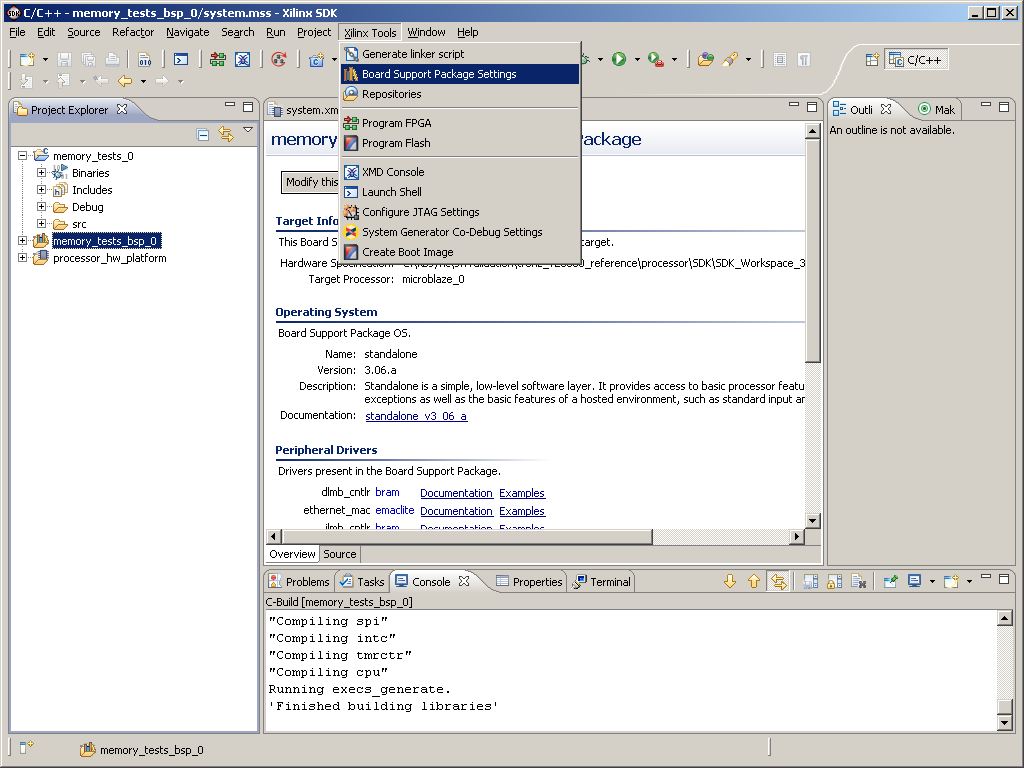 C/C++ - memory_tests_bsp_0/system.mss - Xilinx SDK
File Edit Source Refactor Navigate Search Run Project Xilinx Tools Window Help
Generate linker script
Board Support Package Settings
Repositories
Program FPGA
Program Flash
XMD Console
Launch Shell
Configure JTAG Settings
System Generator Co-Debug Settings
Create Boot Image
C/C++
Project Explorer
memory_tests_0
Binaries
Includes
Debug
src
memory_tests_bsp_0
processor_hw_platform
system.xm
memory
Package
Modify this
Target Info
This Board S
target.
Hardware
_reference\processor\SDK\SDK_Workspace_3
Target Processor: microblaze_0
Operating System
Board Support Package OS.
Name: standalone
Version: 3.06.a
Description: Standalone is a simple, low-level software layer. It provides access to basic processor featu
exceptions as well as the basic features of a hosted environment, such as standard input ar
Documentation: standalone_v3_06_a
Peripheral Drivers
Drivers present in the Board Support Package.
dlmb_cntlr bram Documentation Examples
ethernet_mac emaclite Documentation Examples
ilmb_cntlr bram Documentation Examples
Overview Source
Outli Mak
An outline is not available.
Problems Tasks Console Properties Terminal
C-Build [memory_tests_bsp_0]
"Compiling spi"
"Compiling intc"
"Compiling tmrctr"
"Compiling cpu"
Running execs_generate.
'Finished building libraries'
memory_tests_bsp_0